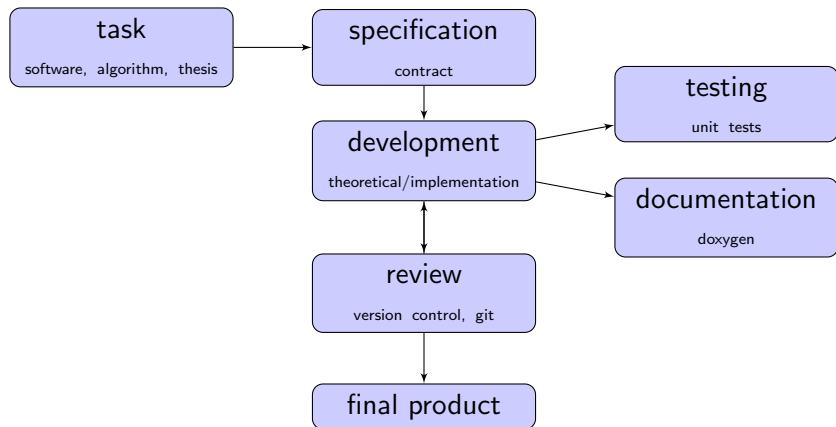 task
software, algorithm, thesis
specification
contract
development
theoretical/implementation
testing
unit tests
documentation
doxygen
review
version control, git
final product